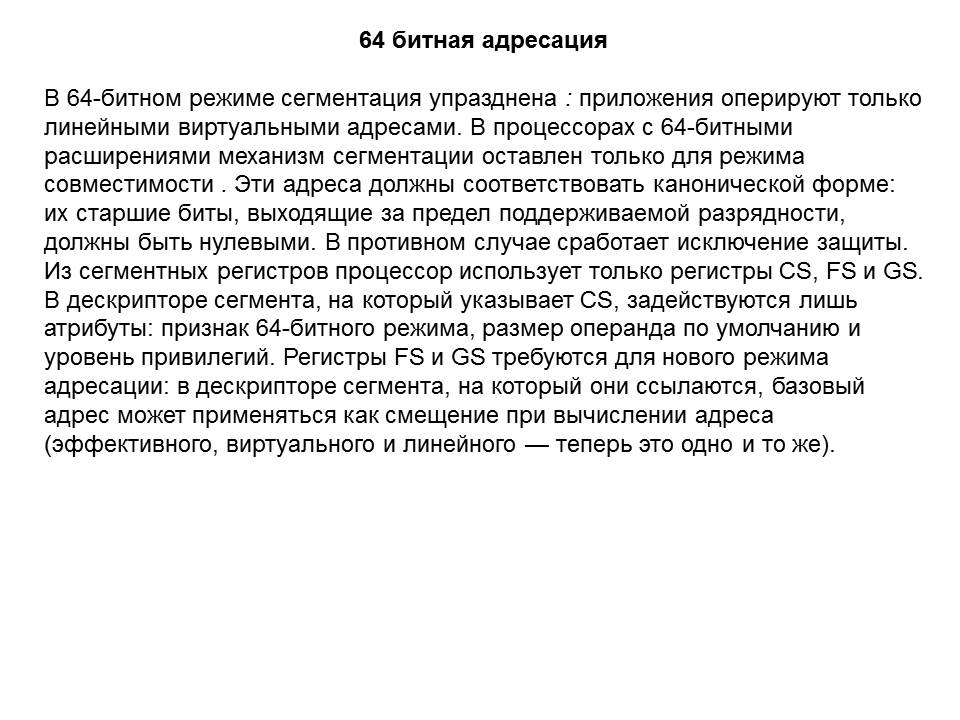 64 битная адресация
В 64-битном режиме сегментация упразднена : приложения оперируют только
линейными виртуальными адресами. В процессорах с 64-битными
расширениями механизм сегментации оставлен только для режима
совместимости . Эти адреса должны соответствовать канонической форме:
их старшие биты, выходящие за предел поддерживаемой разрядности,
должны быть нулевыми. В противном случае сработает исключение защиты.
Из сегментных регистров процессор использует только регистры CS, FS и GS.
В дескрипторе сегмента, на который указывает CS, задействуются лишь
атрибуты: признак 64-битного режима, размер операнда по умолчанию и
уровень привилегий. Регистры FS и GS требуются для нового режима
адресации: в дескрипторе сегмента, на который они ссылаются, базовый
адрес может применяться как смещение при вычислении адреса
(эффективного, виртуального и линейного — теперь это одно и то же).